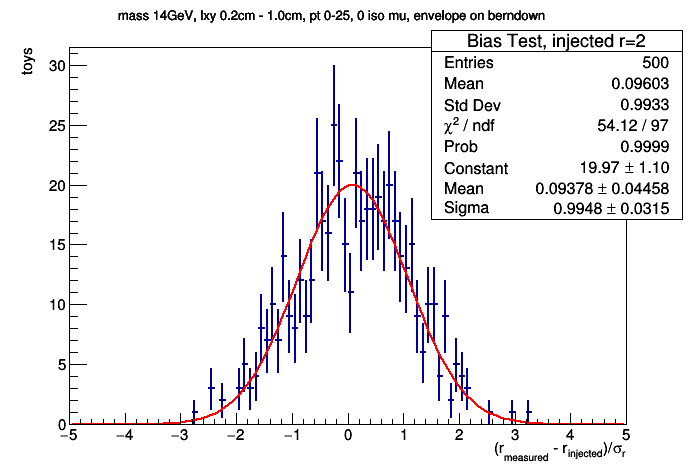 mass 14GeV, lxy 0.2cm - 1.0cm, pt 0-25, 0 iso mu, envelope on berndown
Bias Test, injected r=2
Entries 500
Mean 0.09603
Std Dev 0.9933
χ² / ndf 54.12 / 97
Prob 0.9999
Constant 19.97 ± 1.10
Mean 0.09378 ± 0.04458
Sigma 0.9948 ± 0.0315
toys
30
25
20
15
10
5
0
−5 −4 −3 −2 −1 0 1 2 3 4 5
(r_measured - r_injected)/σ_r